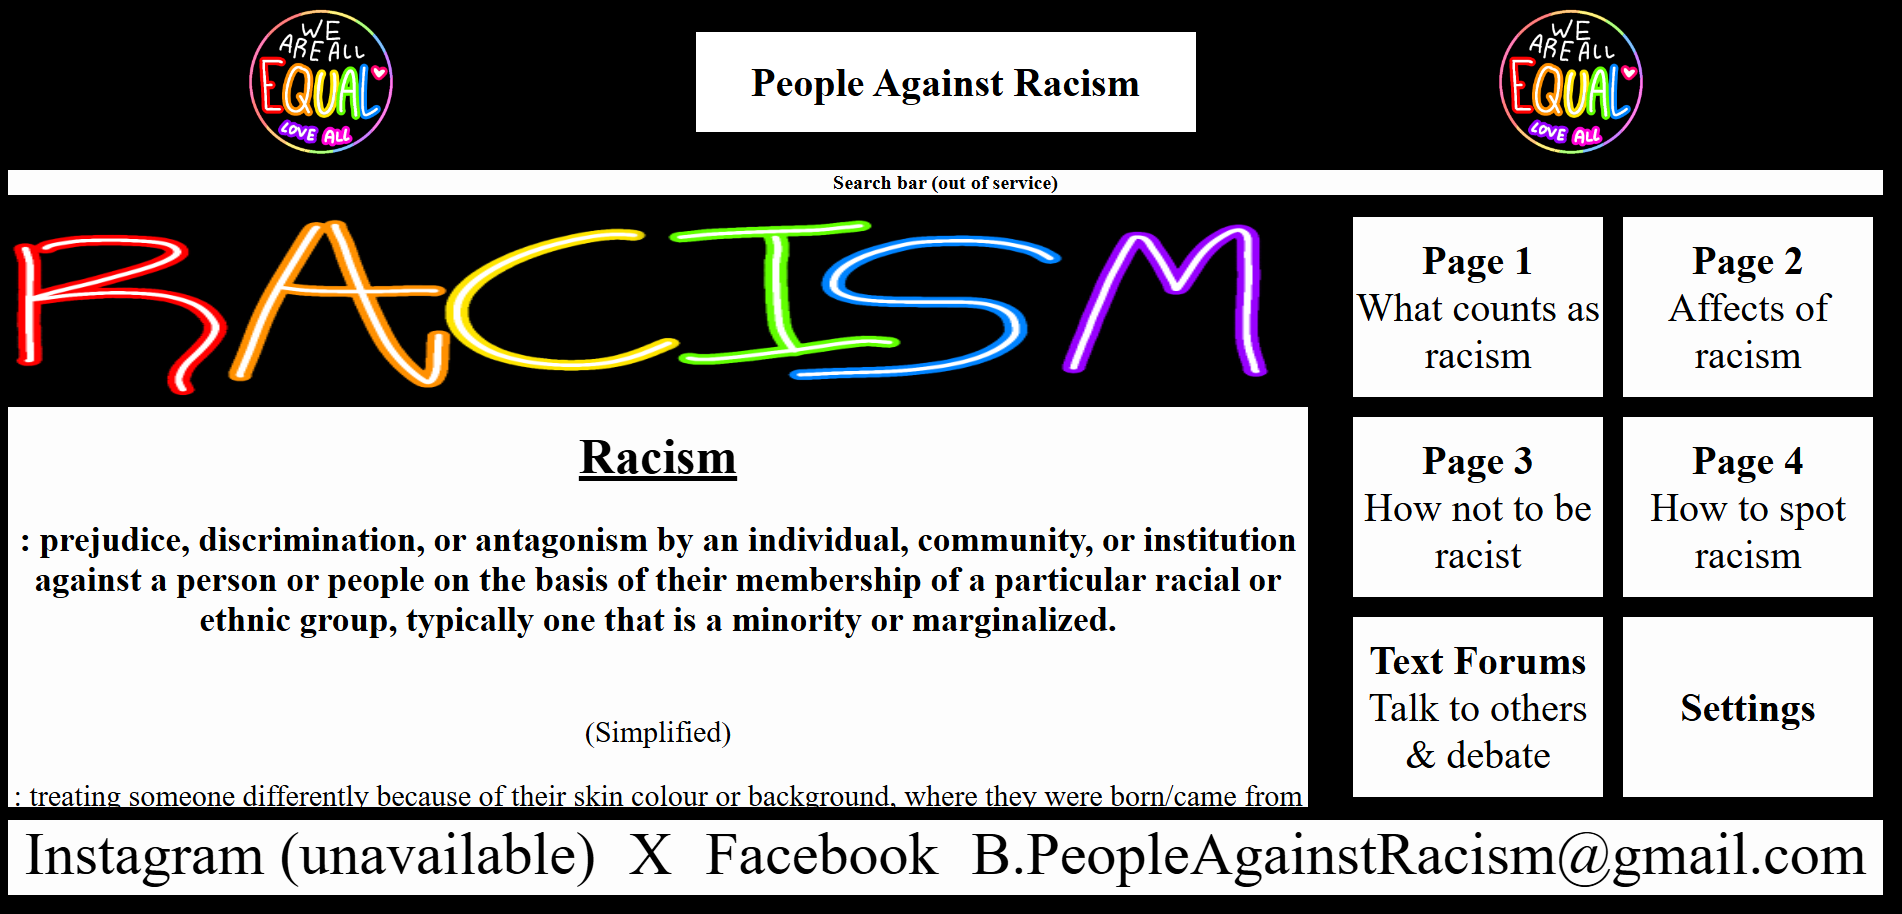 WE
ARE ALL
EQUAL
LOVE ALL
People Against Racism
WE
ARE ALL
EQUAL
LOVE ALL
Search bar (out of service)
RACISM
Racism
: prejudice, discrimination, or antagonism by an individual, community, or institution
against a person or people on the basis of their membership of a particular racial or
ethnic group, typically one that is a minority or marginalized.
(Simplified)
: treating someone differently because of their skin colour or background, where they were born/came from
Page 1
What counts as
racism
Page 2
Affects of
racism
Page 3
How not to be
racist
Page 4
How to spot
racism
Text Forums
Talk to others
& debate
Settings
Instagram (unavailable) X Facebook B.PeopleAgainstRacism@gmail.com